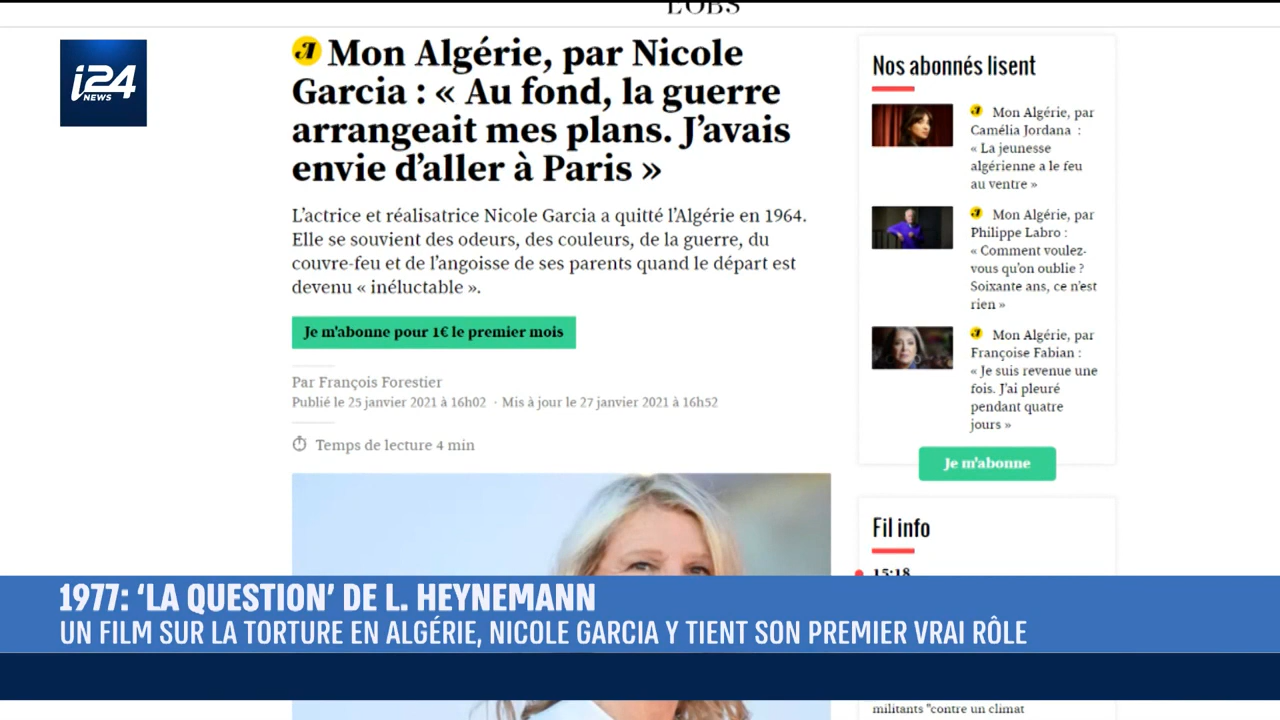 L'OBS
i24
NEWS
Mon Algérie, par Nicole
Garcia : « Au fond, la guerre
arrangeait mes plans. J’avais
envie d’aller à Paris »
L’actrice et réalisatrice Nicole Garcia a quitté l’Algérie en 1964.
Elle se souvient des odeurs, des couleurs, de la guerre, du
couvre-feu et de l’angoisse de ses parents quand le départ est
devenu « inéluctable ».
Je m'abonne pour 1€ le premier mois
Par François Forestier
Publié le 25 janvier 2021 à 16h02 · Mis à jour le 27 janvier 2021 à 16h52
Temps de lecture 4 min
Nos abonnés lisent
Mon Algérie, par
Camélia Jordana :
« La jeunesse
algérienne a le feu
au ventre »
Mon Algérie, par
Philippe Labro :
« Comment voulez-
vous qu’on oublie ?
Soixante ans, ce n’est
rien »
Mon Algérie, par
Françoise Fabian :
« Je suis revenue une
fois. J’ai pleuré
pendant quatre
jours »
Je m'abonne
Fil info
15:18
1977: ‘LA QUESTION’ DE L. HEYNEMANN
UN FILM SUR LA TORTURE EN ALGÉRIE, NICOLE GARCIA Y TIENT SON PREMIER VRAI RÔLE
militants "contre un climat